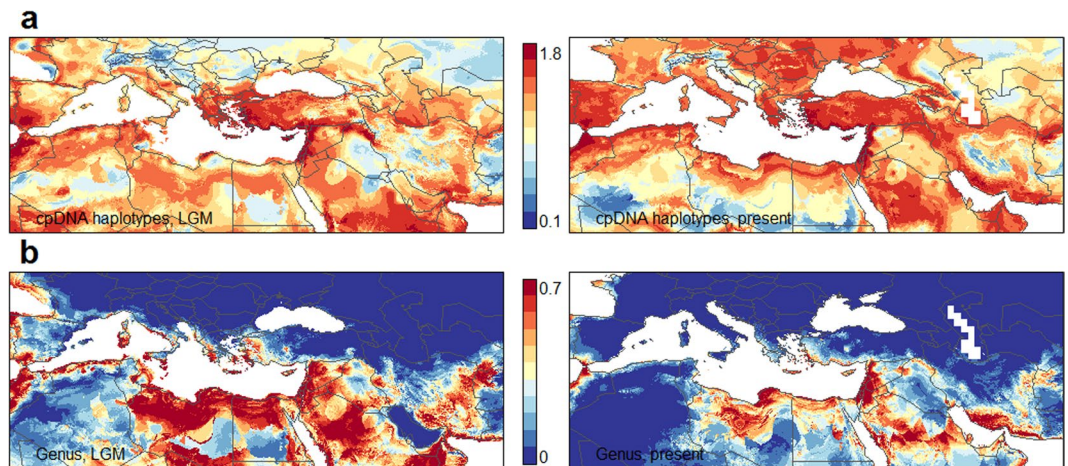 a
cpDNA haplotypes, LGM
1.8
0.1
cpDNA haplotypes, present
b
Genus, LGM
0.7
0
Genus, present